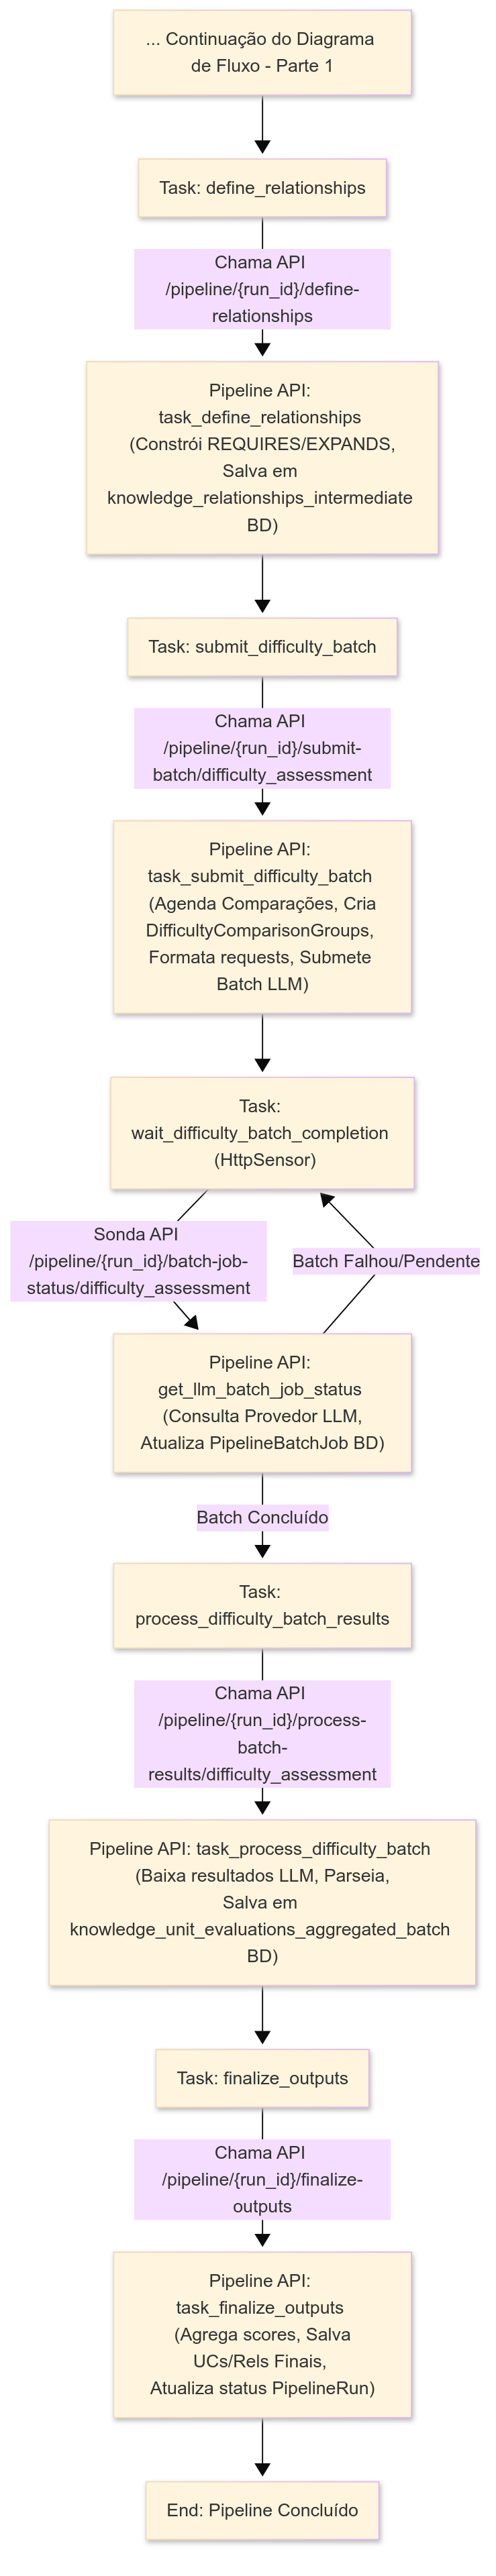 ... Continuação do Diagrama
de Fluxo - Parte 1
Task: define_relationships
Chama API
/pipeline/{run_id}/define-
relationships
Pipeline API:
task_define_relationships
(Constrói REQUIRES/EXPANDS,
Salva em
knowledge_relationships_intermediate
BD)
Task: submit_difficulty_batch
Chama API
/pipeline/{run_id}/submit-
batch/difficulty_assessment
Pipeline API:
task_submit_difficulty_batch
(Agenda Comparações, Cria
DifficultyComparisonGroups,
Formata requests, Submete
Batch LLM)
Task:
wait_difficulty_batch_completion
(HttpSensor)
Sonda API
/pipeline/{run_id}/batch-job-
status/difficulty_assessment
Batch Falhou/Pendente
Pipeline API:
get_llm_batch_job_status
(Consulta Provedor LLM,
Atualiza PipelineBatchJob BD)
Batch Concluído
Task:
process_difficulty_batch_results
Chama API
/pipeline/{run_id}/process-
batch-
results/difficulty_assessment
Pipeline API: task_process_difficulty_batch
(Baixa resultados LLM, Parseia,
Salva em
knowledge_unit_evaluations_aggregated_batch
BD)
Task: finalize_outputs
Chama API
/pipeline/{run_id}/finalize-
outputs
Pipeline API:
task_finalize_outputs
(Agrega scores, Salva
UCs/Rels Finais,
Atualiza status PipelineRun)
End: Pipeline Concluído